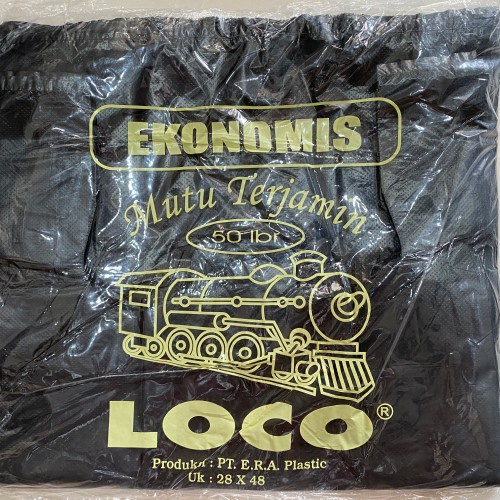 EKONOMIS
Mutu Terjamin
50 lbr
LOCO®
Produksi : PT. E.R.A. Plastic
Uk : 28 X 48